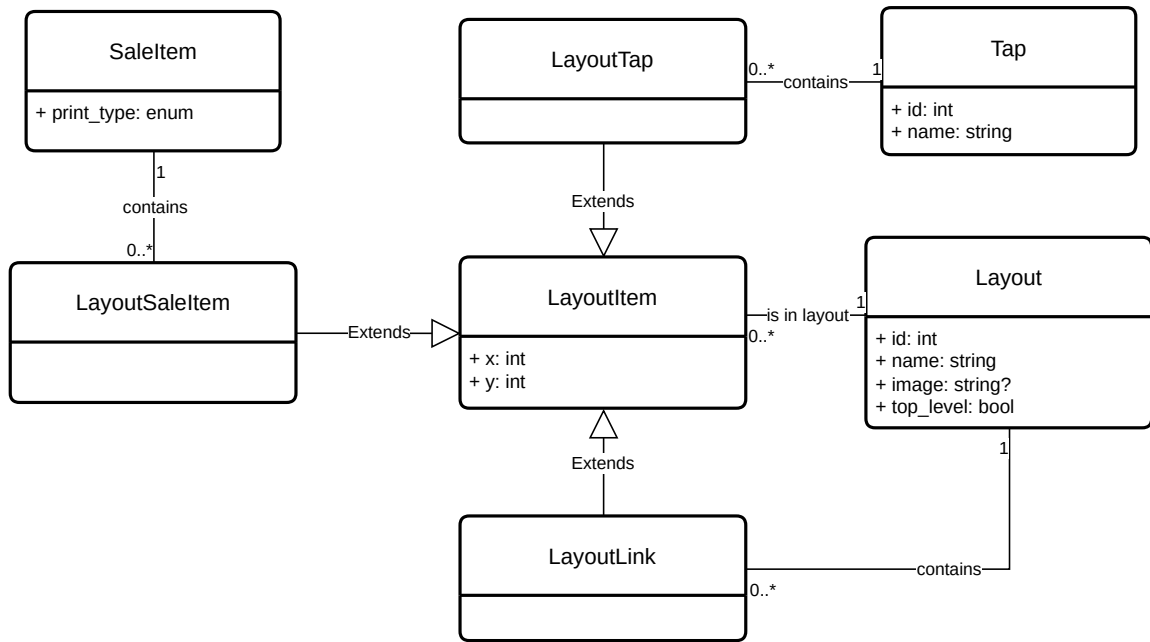 SaleItem
+ print_type: enum
1
contains
0..*
LayoutSaleItem
Extends
LayoutTap
0..*
contains
1
Tap
+ id: int
+ name: string
Extends
LayoutItem
+ x: int
+ y: int
is in layout
0..*
1
Layout
+ id: int
+ name: string
+ image: string?
+ top_level: bool
1
Extends
LayoutLink
contains
0..*